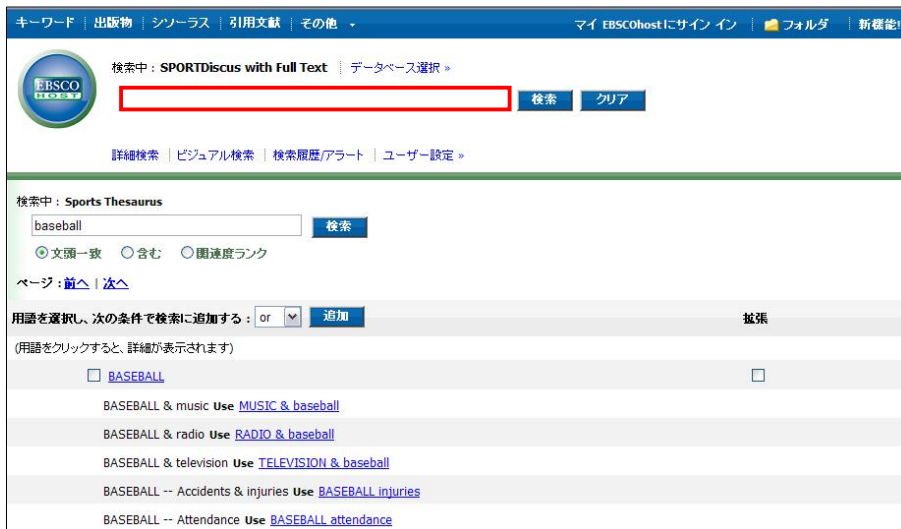 キーワード | 出版物 | シソーラス | 引用文献 | その他
マイ EBSCOhostにサイン イン | フォルダ | 新機能!
EBSCO HOST
検索中 : SPORTDiscus with Full Text | データベース選択 »
検索 クリア
詳細検索 | ビジュアル検索 | 検索履歴/アラート | ユーザー設定 »
検索中 : Sports Thesaurus
baseball 検索
文頭一致 含む 関連度ランク
ページ : 前へ | 次へ
用語を選択し、次の条件で検索に追加する : or 追加 拡張
(用語をクリックすると、詳細が表示されます)
BASEBALL
BASEBALL & music Use MUSIC & baseball
BASEBALL & radio Use RADIO & baseball
BASEBALL & television Use TELEVISION & baseball
BASEBALL -- Accidents & injuries Use BASEBALL injuries
BASEBALL -- Attendance Use BASEBALL attendance